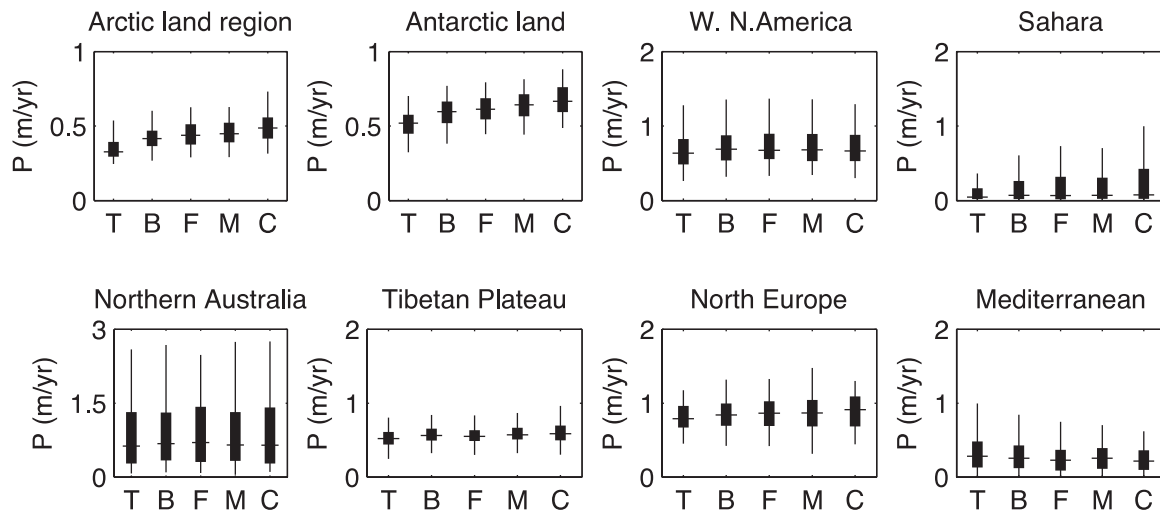 Arctic land region
Antarctic land
W. N.America
Sahara
P (m/yr)
1
0.5
0
T B F M C
P (m/yr)
1
0.5
0
T B F M C
P (m/yr)
2
1
0
T B F M C
P (m/yr)
2
1
0
T B F M C
Northern Australia
Tibetan Plateau
North Europe
Mediterranean
P (m/yr)
3
1.5
0
T B F M C
P (m/yr)
2
1
0
T B F M C
P (m/yr)
2
1
0
T B F M C
P (m/yr)
2
1
0
T B F M C